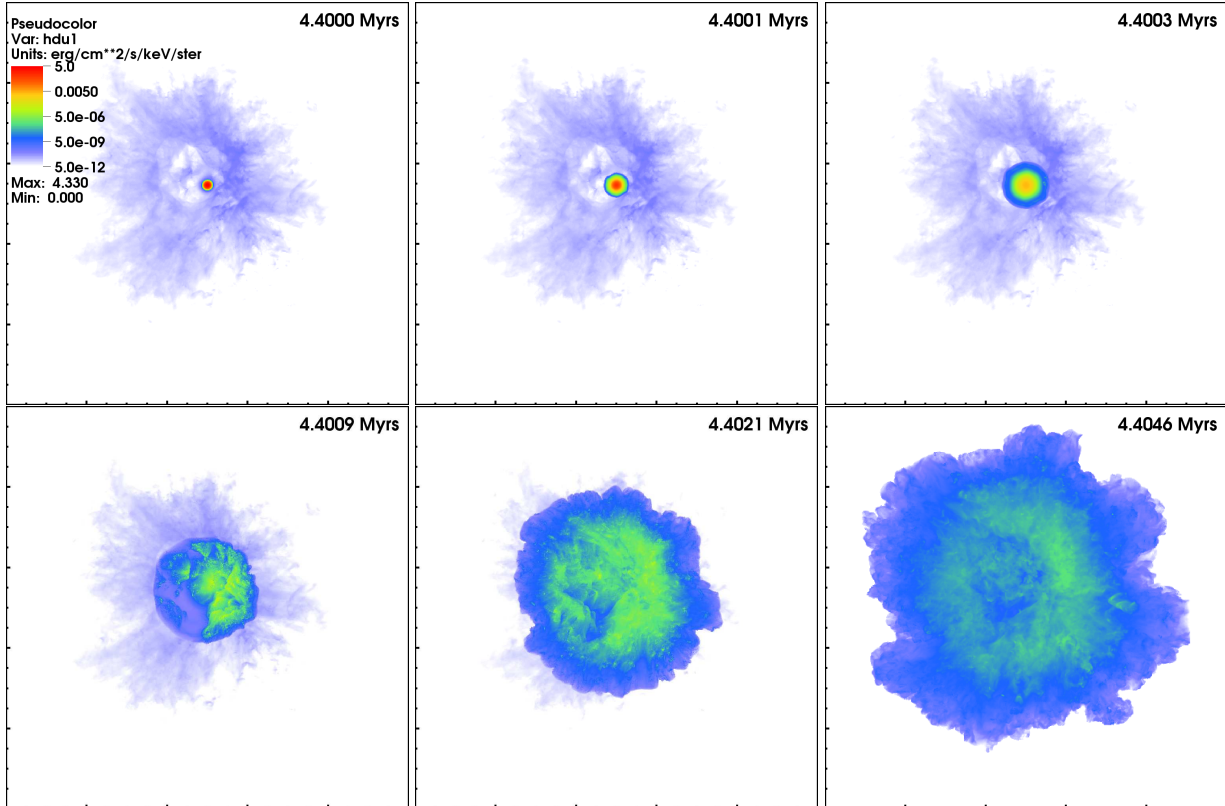 4.4000 Myrs
4.4001 Myrs
4.4003 Myrs
Pseudocolor
Var: hdu1
Units: erg/cm**2/s/keV/ster
5.0
0.0050
5.0e-06
5.0e-09
5.0e-12
Max: 4.330
Min: 0.000
4.4009 Myrs
4.4021 Myrs
4.4046 Myrs